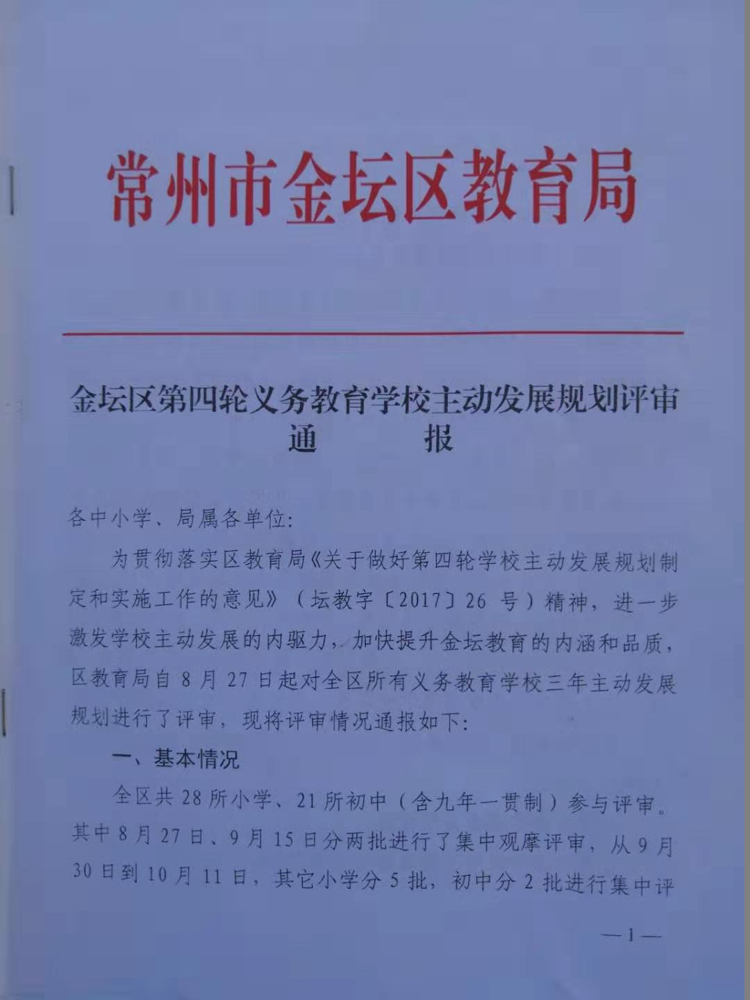 常州市金坛区教育局
金坛区第四轮义务教育学校主动发展规划评审
通 报
各中小学、局属各单位:
为贯彻落实区教育局《关于做好第四轮学校主动发展规划制
定和实施工作的意见》（坛教字〔2017〕26 号）精神，进一步
激发学校主动发展的内驱力，加快提升金坛教育的内涵和品质，
区教育局自 8 月 27 日起对全区所有义务教育学校三年主动发展
规划进行了评审，现将评审情况通报如下:
一、基本情况
全区共 28 所小学、21 所初中（含九年一贯制）参与评审。
其中 8 月 27 日、9 月 15 日分两批进行了集中观摩评审，从 9 月
30 日到 10 月 11 日，其它小学分 5 批，初中分 2 批进行集中评
— 1 —